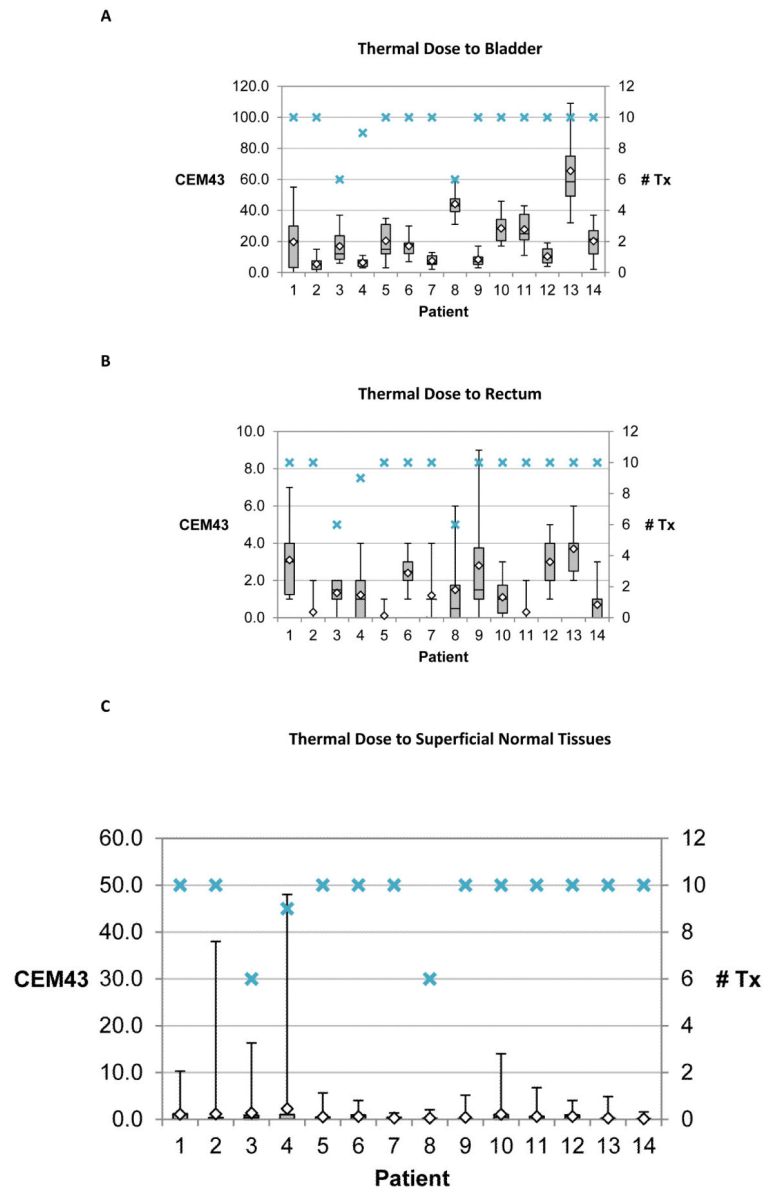 A
Thermal Dose to Bladder
120.0 12
100.0 10
80.0 8
CEM43 60.0 6 # Tx
40.0 4
20.0 2
0.0 0
1 2 3 4 5 6 7 8 9 10 11 12 13 14
Patient
B
Thermal Dose to Rectum
10.0 12
8.0 10
8
6.0
CEM43 6 # Tx
4.0 4
2.0 2
0.0 0
1 2 3 4 5 6 7 8 9 10 11 12 13 14
Patient
C
Thermal Dose to Superficial Normal Tissues
60.0 12
50.0 10
40.0 8
CEM43 30.0 6 # Tx
20.0 4
10.0 2
0.0 0
1 2 3 4 5 6 7 8 9 10 11 12 13 14
Patient